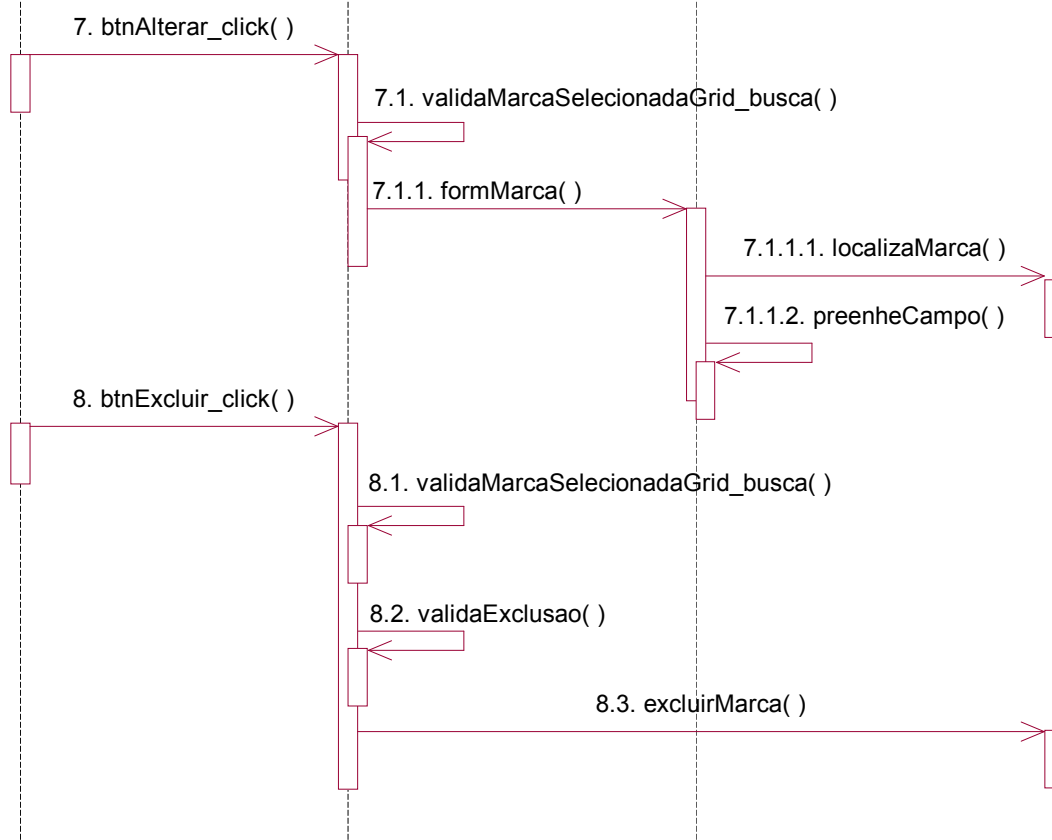 7. btnAlterar_click( )
7.1. validaMarcaSelecionadaGrid_busca( )
7.1.1. formMarca( )
7.1.1.1. localizaMarca( )
7.1.1.2. preenheCampo( )
8. btnExcluir_click( )
8.1. validaMarcaSelecionadaGrid_busca( )
8.2. validaExclusao( )
8.3. excluirMarca( )